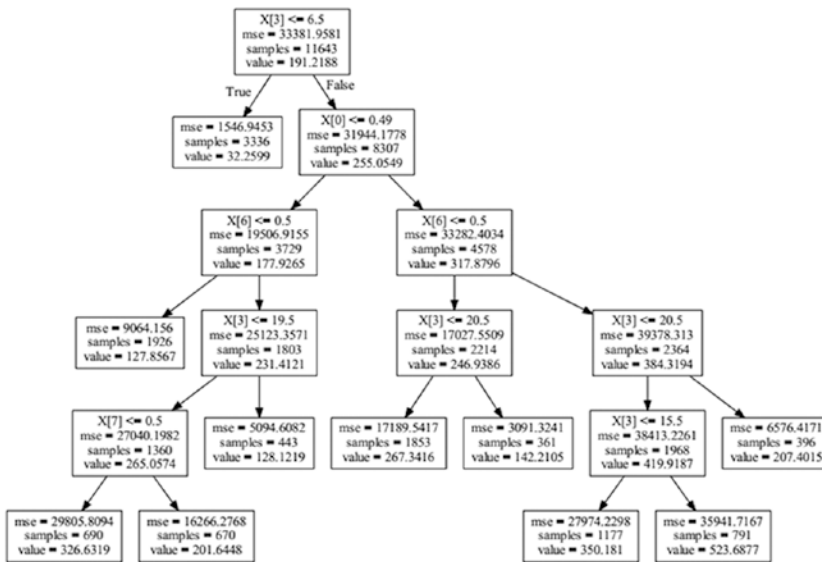 X[3] <= 6.5
mse = 33381.9581
samples = 11643
value = 191.2188
True
False
mse = 1546.9453
samples = 3336
value = 32.2599
X[0] <= 0.49
mse = 31944.1778
samples = 8307
value = 255.0549
X[6] <= 0.5
mse = 19506.9155
samples = 3729
value = 177.9265
X[6] <= 0.5
mse = 33282.4034
samples = 4578
value = 317.8796
mse = 9064.156
samples = 1926
value = 127.8567
X[3] <= 19.5
mse = 25123.3571
samples = 1803
value = 231.4121
X[3] <= 20.5
mse = 17027.5509
samples = 2214
value = 246.9386
X[3] <= 20.5
mse = 39378.313
samples = 2364
value = 384.3194
X[7] <= 0.5
mse = 27040.1982
samples = 1360
value = 265.0574
mse = 5094.6082
samples = 443
value = 128.1219
mse = 17189.5417
samples = 1853
value = 267.3416
mse = 3091.3241
samples = 361
value = 142.2105
X[3] <= 15.5
mse = 38413.2261
samples = 1968
value = 419.9187
mse = 6576.4171
samples = 396
value = 207.4015
mse = 29805.8094
samples = 690
value = 326.6319
mse = 16266.2768
samples = 670
value = 201.6448
mse = 27974.2298
samples = 1177
value = 350.181
mse = 35941.7167
samples = 791
value = 523.6877